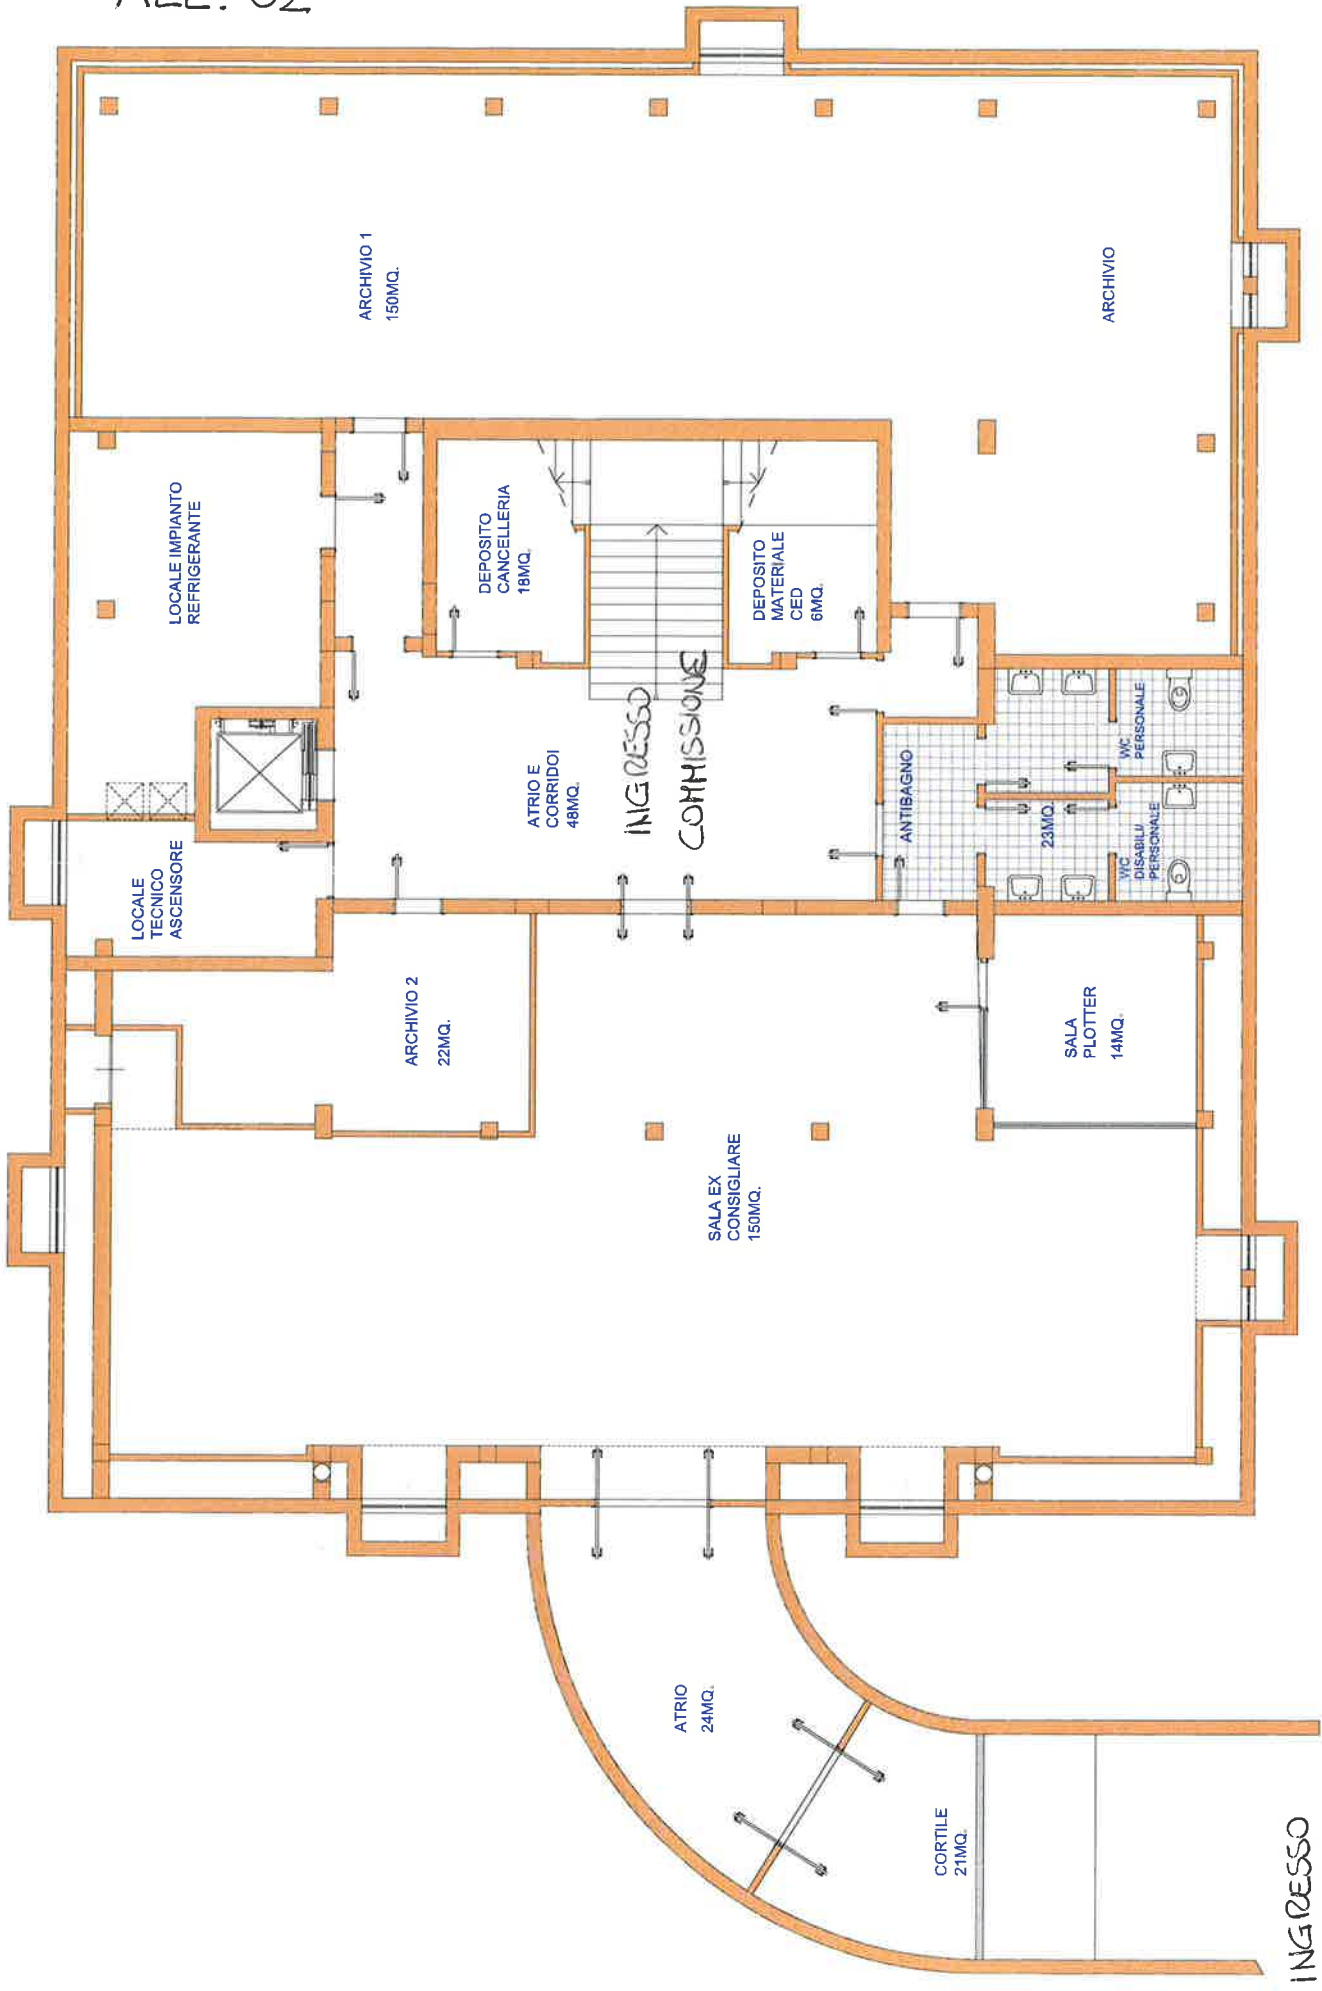 ALL. 02
ARCHIVIO 1
150MQ.
ARCHIVIO
LOCALE IMPIANTO
REFRIGERANTE
DEPOSITO
CANCELLERIA
18MQ.
DEPOSITO
MATERIALE
CED
6MQ.
LOCALE
TECNICO
ASCENSORE
ATRIO E
CORRIDOI
48MQ.
INGRESSO
COMMISSIONE
ANTIBAGNO
23MQ.
WC
PERSONALE
WC
DISABILI/
PERSONALE
ARCHIVIO 2
22MQ.
SALA
PLOTTER
14MQ.
SALA EX
CONSIGLIARE
150MQ.
ATRIO
24MQ.
CORTILE
21MQ.
INGRESSO